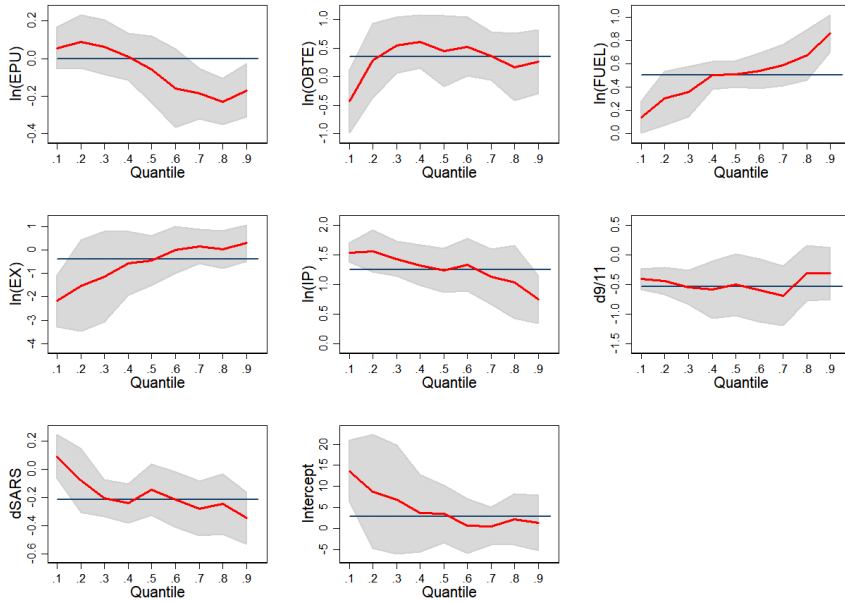 ln(EPU)
0.2
0.0
-0.2
-0.4
.1 .2 .3 .4 .5 .6 .7 .8 .9
Quantile
ln(OBTE)
1.0
0.5
0.0
-0.5
-1.0
.1 .2 .3 .4 .5 .6 .7 .8 .9
Quantile
ln(FUEL)
1.0
0.8
0.6
0.4
0.2
0.0
.1 .2 .3 .4 .5 .6 .7 .8 .9
Quantile
ln(EX)
1
0
-1
-2
-3
-4
.1 .2 .3 .4 .5 .6 .7 .8 .9
Quantile
ln(IP)
2.0
1.5
1.0
0.5
0.0
.1 .2 .3 .4 .5 .6 .7 .8 .9
Quantile
d9/11
0.5
0.0
-0.5
-1.0
-1.5
.1 .2 .3 .4 .5 .6 .7 .8 .9
Quantile
dSARS
0.2
0.0
-0.2
-0.4
-0.6
.1 .2 .3 .4 .5 .6 .7 .8 .9
Quantile
Intercept
20
15
10
5
0
-5
.1 .2 .3 .4 .5 .6 .7 .8 .9
Quantile